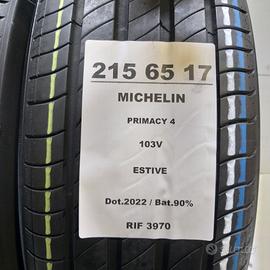 215 65 17
MICHELIN
PRIMACY 4
103V
ESTIVE
Dot.2022 / Bat.90%
RIF 3970